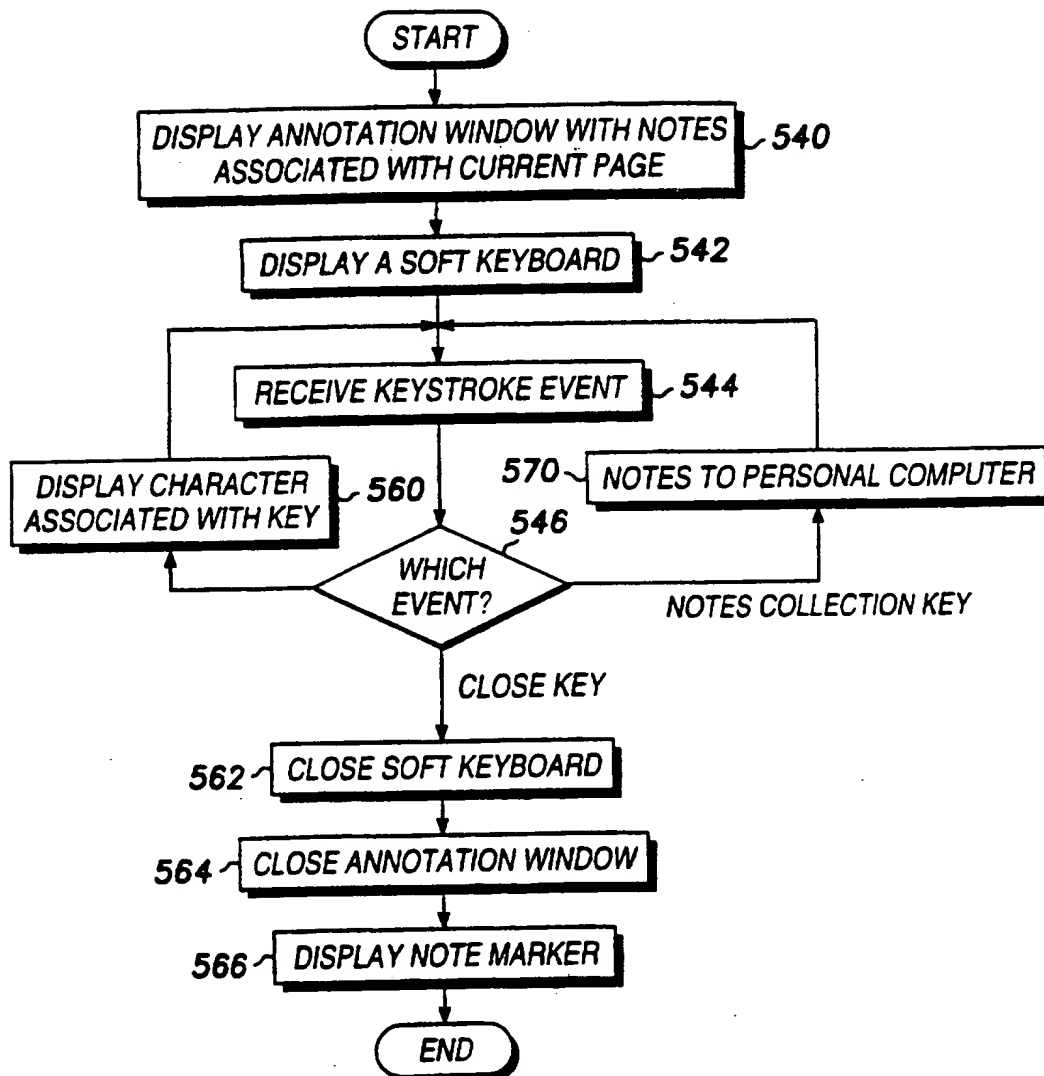 START
DISPLAY ANNOTATION WINDOW WITH NOTES
ASSOCIATED WITH CURRENT PAGE
540
DISPLAY A SOFT KEYBOARD
542
RECEIVE KEYSTROKE EVENT
544
DISPLAY CHARACTER
ASSOCIATED WITH KEY
560
570
NOTES TO PERSONAL COMPUTER
546
WHICH
EVENT?
NOTES COLLECTION KEY
CLOSE KEY
562
CLOSE SOFT KEYBOARD
564
CLOSE ANNOTATION WINDOW
566
DISPLAY NOTE MARKER
END